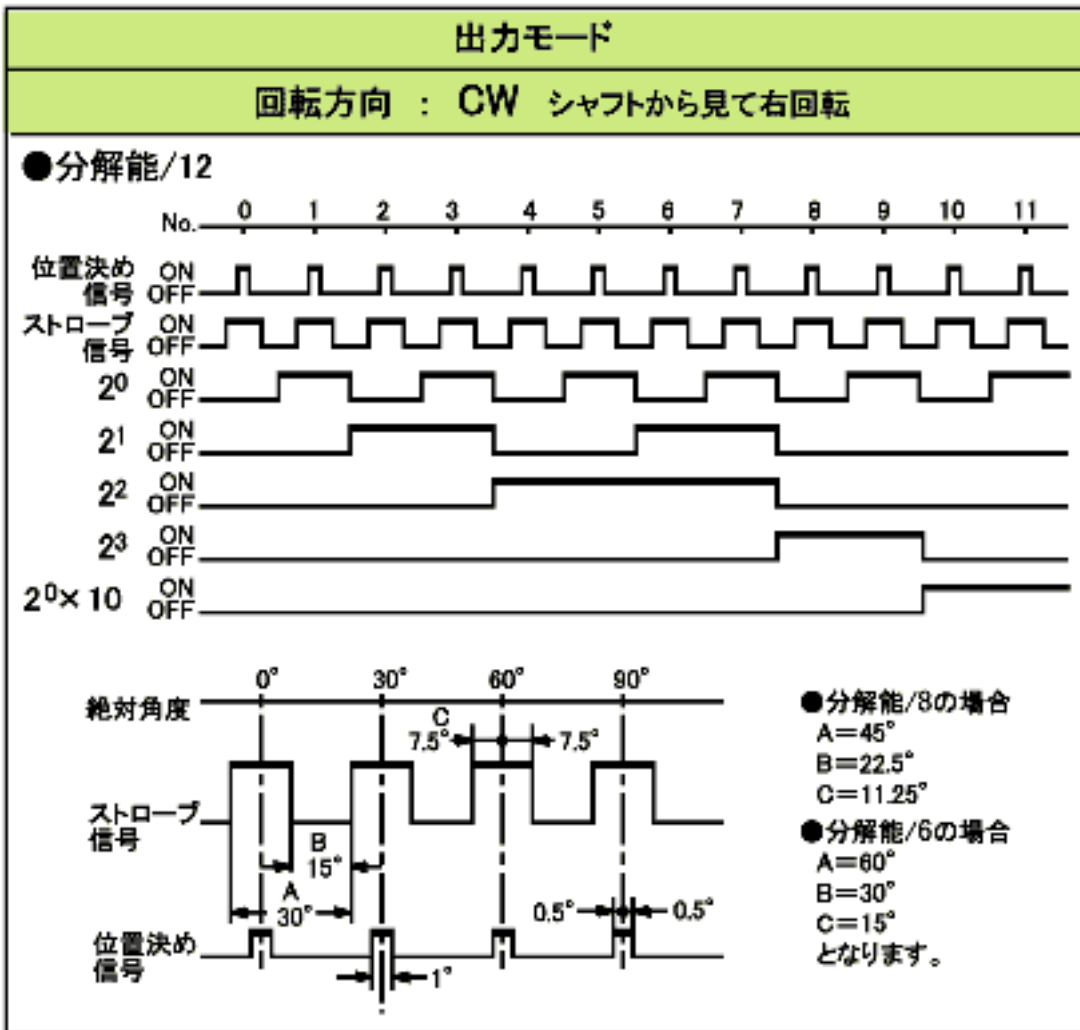 出力モード
回転方向 : CW シャフトから見て右回転
●分解能/12
No. 0 1 2 3 4 5 6 7 8 9 10 11
位置決め信号 ON OFF
ストローブ信号 ON OFF
2⁰ ON OFF
2¹ ON OFF
2² ON OFF
2³ ON OFF
2⁰×10 ON OFF
絶対角度 0° 30° 60° 90°
C
7.5° 7.5°
ストローブ信号
B
15°
A
30°
0.5° 0.5°
位置決め信号
1°
●分解能/8の場合
A=45°
B=22.5°
C=11.25°
●分解能/6の場合
A=60°
B=30°
C=15°
となります。